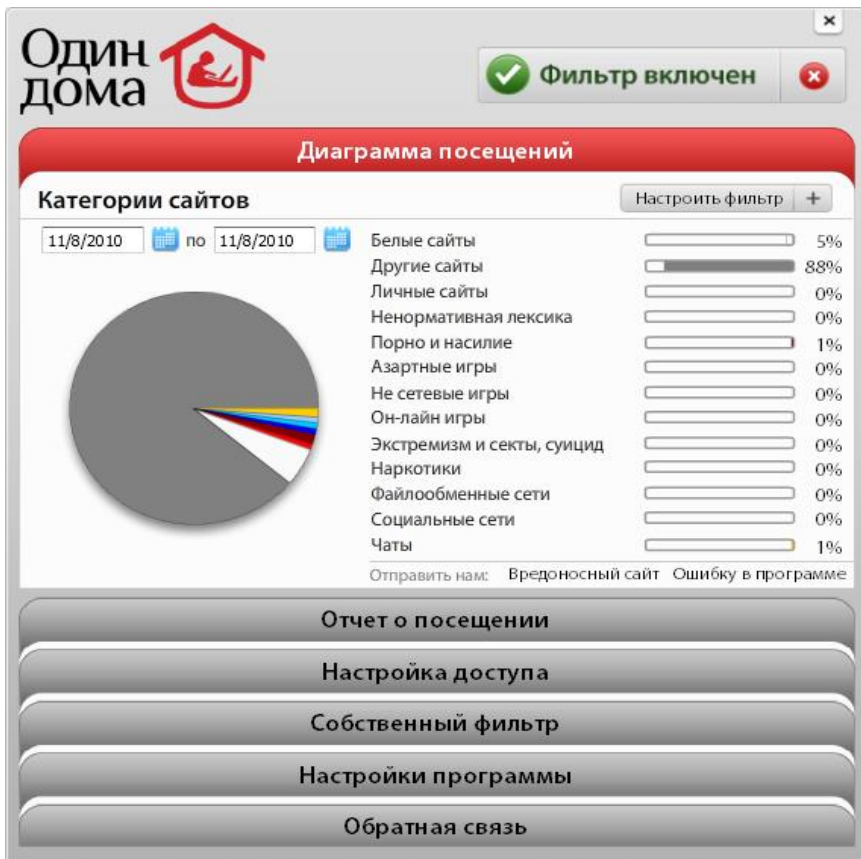 Один
дома
Фильтр включен
Диаграмма посещений
Категории сайтов
Настроить фильтр +
11/8/2010 по 11/8/2010
Белые сайты 5%
Другие сайты 88%
Личные сайты 0%
Ненормативная лексика 0%
Порно и насилие 1%
Азартные игры 0%
Не сетевые игры 0%
Он-лайн игры 0%
Экстремизм и секты, суицид 0%
Наркотики 0%
Файлообменные сети 0%
Социальные сети 0%
Чаты 1%
Отправить нам: Вредоносный сайт Ошибку в программе
Отчет о посещении
Настройка доступа
Собственный фильтр
Настройки программы
Обратная связь